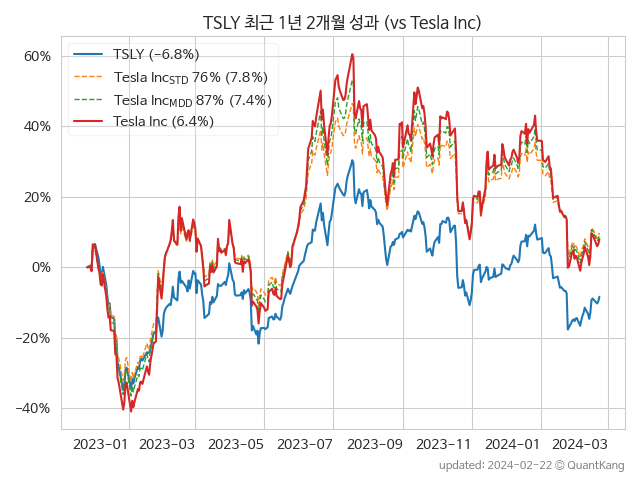 TSLY 최근 1년 2개월 성과 (vs Tesla Inc)
TSLY (−6.8%)
Tesla Inc_STD 76% (7.8%)
Tesla Inc_MDD 87% (7.4%)
Tesla Inc (6.4%)
60%
40%
20%
0%
−20%
−40%
2023-01 2023-03 2023-05 2023-07 2023-09 2023-11 2024-01 2024-03
updated: 2024-02-22 ⓒ QuantKang